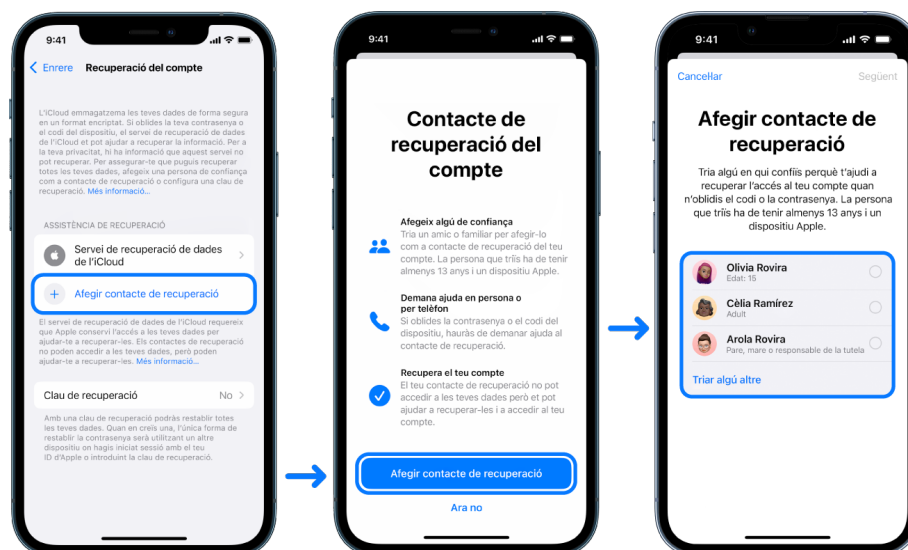 9:41
Enrere
Recuperació del compte
L'iCloud emmagatzema les teves dades de forma segura
en un format encriptat. Si oblides la teva contrasenya o
el codi del dispositiu, el servei de recuperació de dades
de l'iCloud et pot ajudar a recuperar la informació. Per a
la teva privacitat, hi ha informació que aquest servei no
pot recuperar. Per assegurar-te que puguis recuperar
totes les teves dades, afegeix una persona de confiança
com a contacte de recuperació o configura una clau de
recuperació. Més informació...
ASSISTÈNCIA DE RECUPERACIÓ
Servei de recuperació de dades
de l'iCloud
Afegir contacte de recuperació
El servei de recuperació de dades de l'iCloud requereix
que Apple conservi l'accés a les teves dades per
ajudar-te a recuperar-les. Els contactes de recuperació
no poden accedir a les teves dades, però poden
ajudar-te a recuperar-les. Més informació...
Clau de recuperació No
Amb una clau de recuperació podràs restablir totes
les teves dades. Quan en creïs una, l'única forma de
restablir la contrasenya serà utilitzant un altre
dispositiu on hagis iniciat sessió amb el teu
ID d'Apple o introduint la clau de recuperació.
9:41
Contacte de
recuperació del
compte
Afegeix algú de confiança
Tria un amic o familiar per afegir-lo
com a contacte de recuperació del teu
compte. La persona que triïs ha de tenir
almenys 13 anys i un dispositiu Apple.
Demana ajuda en persona o
per telèfon
Si oblides la contrasenya o el codi del
dispositiu, hauràs de demanar ajuda al
contacte de recuperació.
Recupera el teu compte
El teu contacte de recuperació no pot
accedir a les teves dades però et pot
ajudar a recuperar-les i a accedir al teu
compte.
Afegir contacte de recuperació
Ara no
9:41
Cancel·lar
Següent
Afegir contacte de
recuperació
Tria algú en qui confiïs perquè t'ajudi a
recuperar l'accés al teu compte quan
n'oblidis el codi o la contrasenya. La persona
que triïs ha de tenir almenys 13 anys i un
dispositiu Apple.
Olivia Rovira
Edat: 15
Cèlia Ramírez
Adult
Arola Rovira
Pare, mare o responsable de la tutela
Triar algú altre